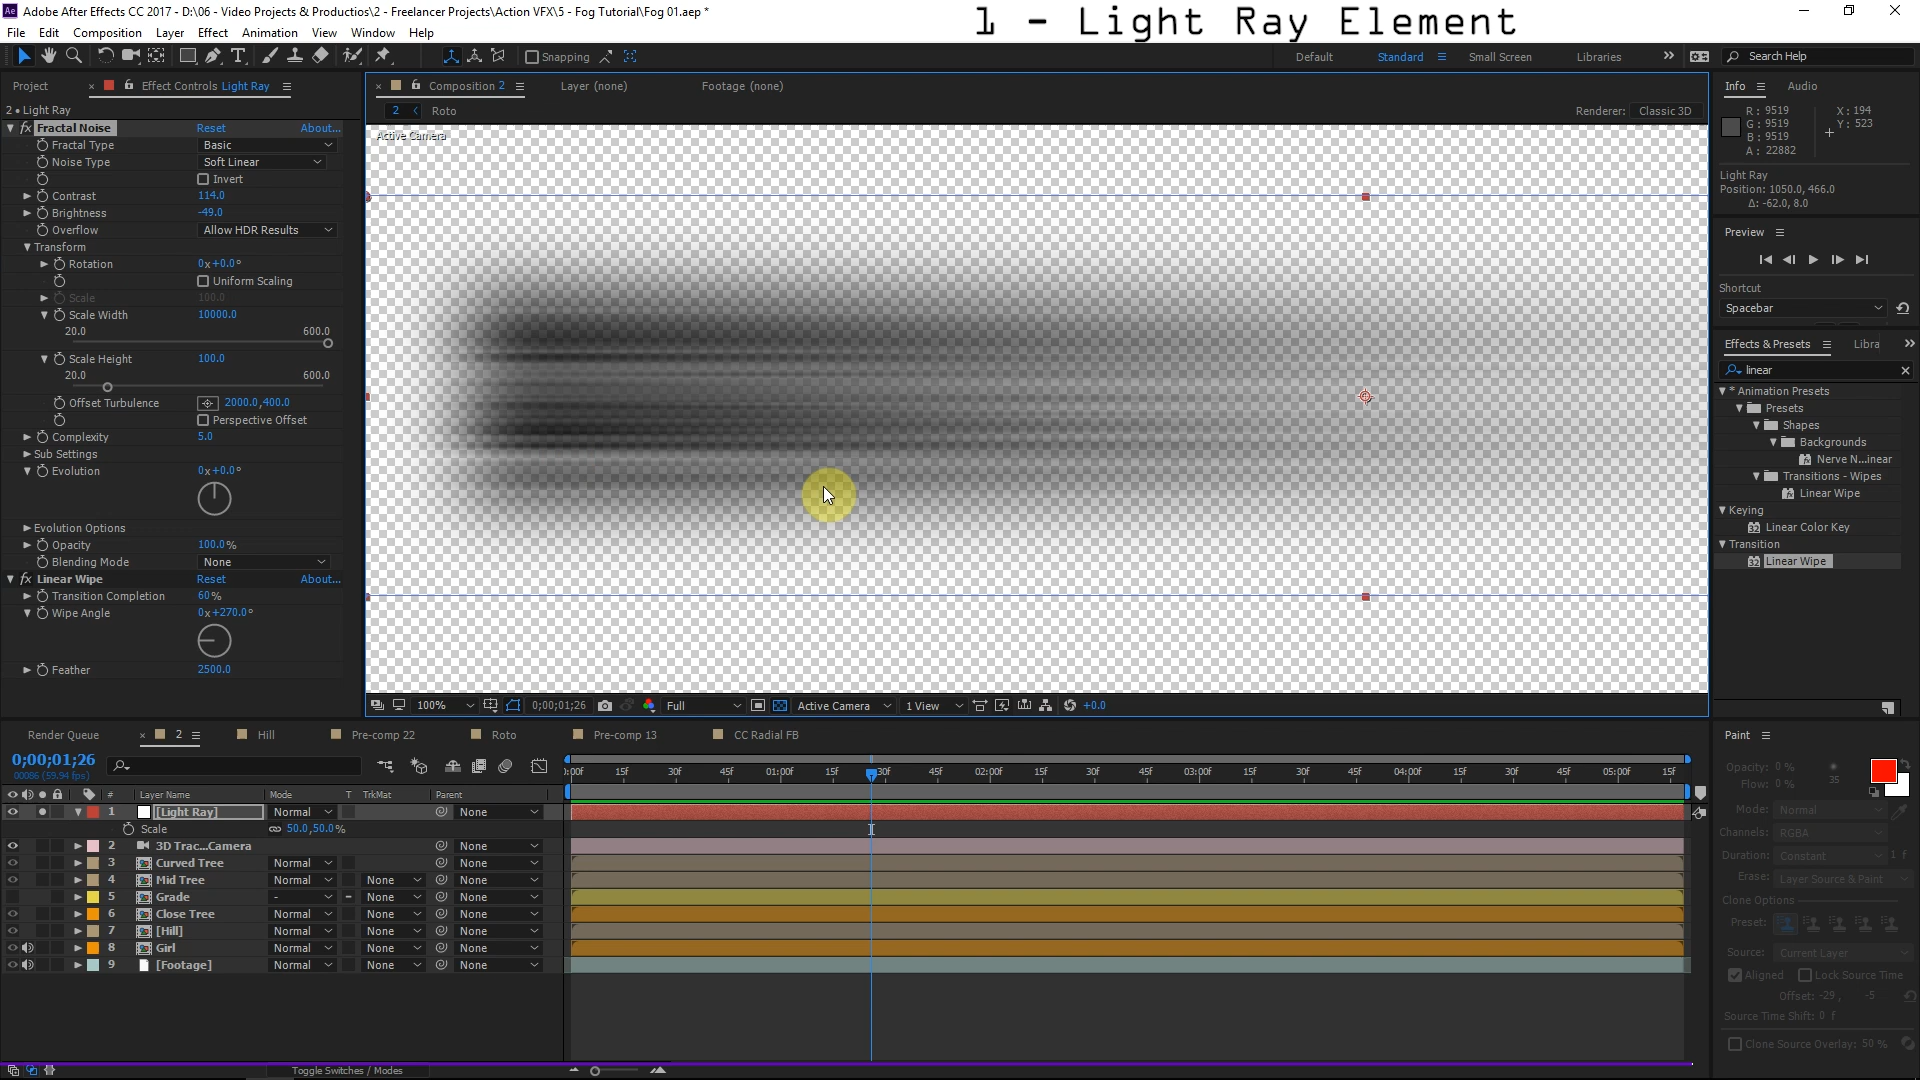 Adobe After Effects CC 2017 - D:\06 - Video Projects & Productios\2 - Freelancer Projects\Action VFX\5 - Fog Tutorial\Fog 01.aep *
1 - Light Ray Element
File Edit Composition Layer Effect Animation View Window Help
Snapping Default Standard Small Screen Libraries Search Help
Project Effect Controls Light Ray Composition 2 Layer (none) Footage (none) Info Audio
2 • Light Ray
2 Roto Renderer: Classic 3D
Active Camera
Fractal Noise Reset About...
Fractal Type Basic
Noise Type Soft Linear
Invert
Contrast 114.0
Brightness -49.0
Overflow Allow HDR Results
Transform
Rotation 0x+0.0°
Uniform Scaling
Scale 100.0
Scale Width 10000.0
20.0 600.0
Scale Height 100.0
20.0 600.0
Offset Turbulence 2000.0,400.0
Perspective Offset
Complexity 5.0
Sub Settings
Evolution 0x+0.0°
Evolution Options
Opacity 100.0%
Blending Mode None
Linear Wipe Reset About...
Transition Completion 60%
Wipe Angle 0x+270.0°
Feather 2500.0
100% 0;00;01;26 Full Active Camera 1 View +0.0
R: 9519 X: 194
G: 9519 Y: 523
B: 9519
A: 22882
Light Ray
Position: 1050.0, 466.0
Δ: -62.0, 8.0
Preview
Shortcut
Spacebar
Effects & Presets Libra
linear
* Animation Presets
Presets
Shapes
Backgrounds
Nerve N...inear
Transitions - Wipes
Linear Wipe
Keying
Linear Color Key
Transition
Linear Wipe
Render Queue 2 Hill Pre-comp 22 Roto Pre-comp 13 CC Radial FB
0;00;01;26
00086 (59.94 fps)
:00f 15f 30f 45f 01:00f 15f 30f 45f 02:00f 15f 30f 45f 03:00f 15f 30f 45f 04:00f 15f 30f 45f 05:00f 15f
# Layer Name Mode T TrkMat Parent
1 [Light Ray] Normal None
Scale 50.0,50.0%
2 3D Trac...Camera None
3 Curved Tree Normal None
4 Mid Tree Normal None None
5 Grade - None None
6 Close Tree Normal None None
7 [Hill] Normal None None
8 Girl Normal None None
9 [Footage] Normal None None
Toggle Switches / Modes
Paint
Opacity: 0 %
Flow: 0 % 35
Mode: Normal
Channels: RGBA
Duration: Constant 1 f
Erase: Layer Source & Paint
Clone Options
Preset:
Source: Current Layer
Aligned Lock Source Time
Offset: -29, -5
Source Time Shift: 0 f
Clone Source Overlay: 50 %